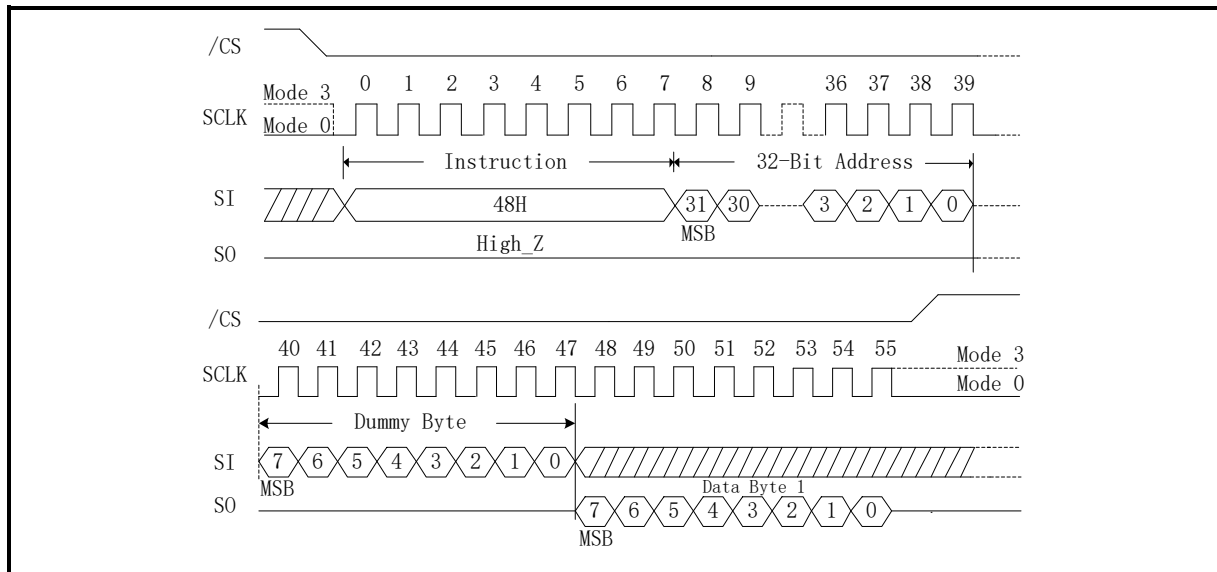 /CS
0 1 2 3 4 5 6 7 8 9 36 37 38 39
Mode 3
SCLK
Mode 0
Instruction 32-Bit Address
SI 48H 31 30 3 2 1 0
MSB
High_Z
SO
/CS
40 41 42 43 44 45 46 47 48 49 50 51 52 53 54 55
Mode 3
SCLK
Mode 0
Dummy Byte
SI 7 6 5 4 3 2 1 0
MSB
Data Byte 1
SO 7 6 5 4 3 2 1 0
MSB